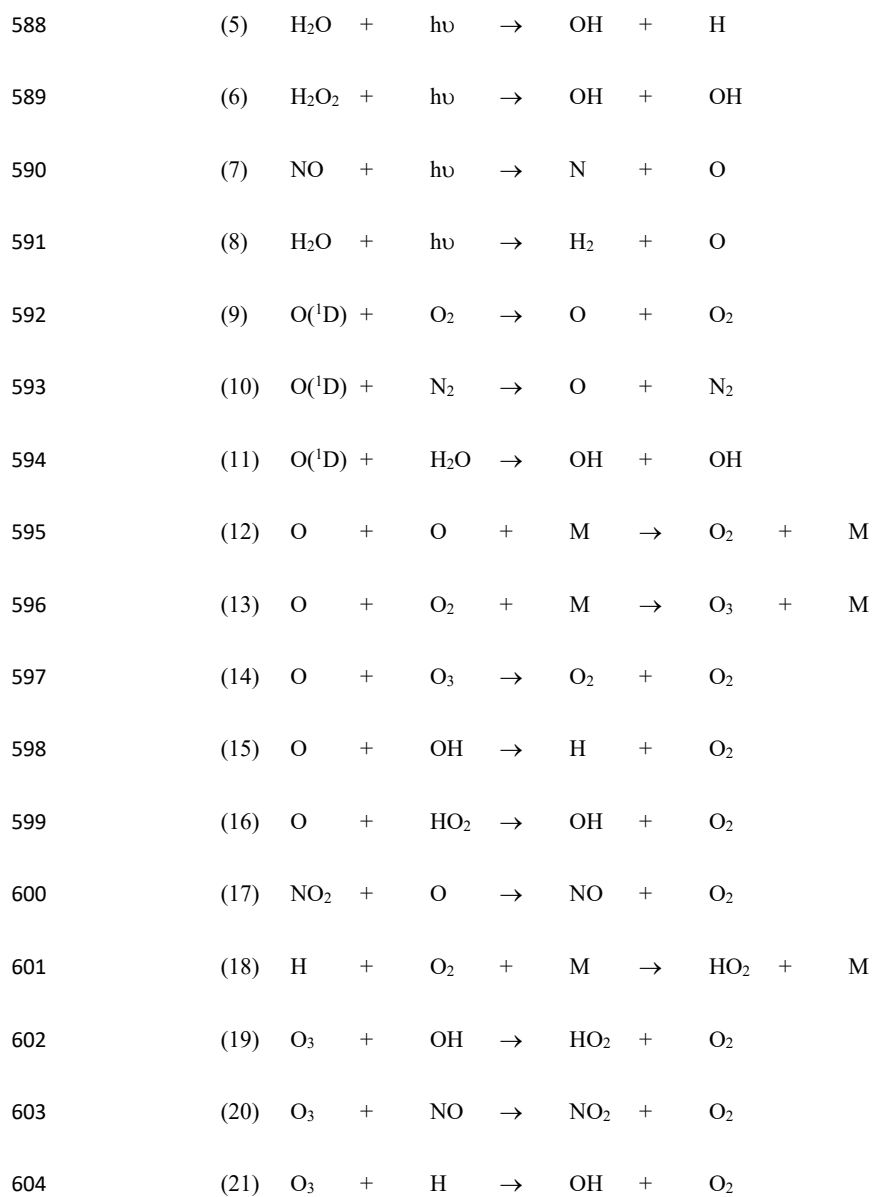 588 (5) H₂O + hυ → OH + H
589 (6) H₂O₂ + hυ → OH + OH
590 (7) NO + hυ → N + O
591 (8) H₂O + hυ → H₂ + O
592 (9) O(¹D) + O₂ → O + O₂
593 (10) O(¹D) + N₂ → O + N₂
594 (11) O(¹D) + H₂O → OH + OH
595 (12) O + O + M → O₂ + M
596 (13) O + O₂ + M → O₃ + M
597 (14) O + O₃ → O₂ + O₂
598 (15) O + OH → H + O₂
599 (16) O + HO₂ → OH + O₂
600 (17) NO₂ + O → NO + O₂
601 (18) H + O₂ + M → HO₂ + M
602 (19) O₃ + OH → HO₂ + O₂
603 (20) O₃ + NO → NO₂ + O₂
604 (21) O₃ + H → OH + O₂